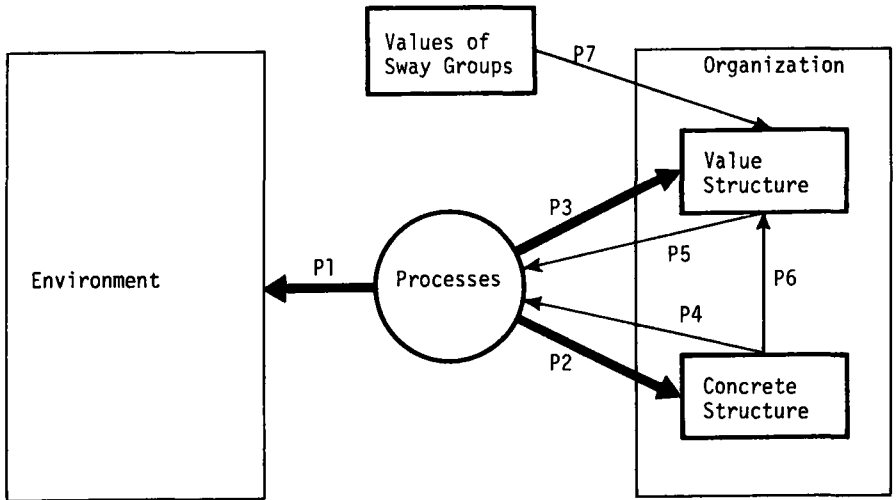 Values of
Sway Groups
P7
Organization
Value
Structure
P3
P5
P1
Environment
Processes
P6
P4
P2
Concrete
Structure